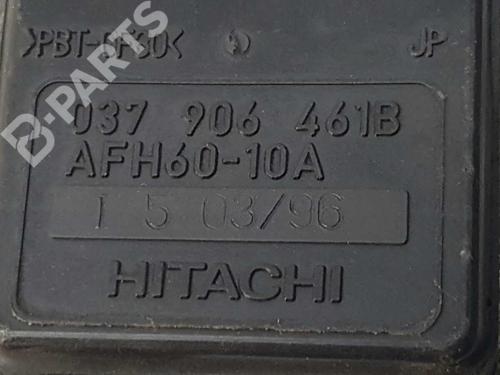 >PBT-GF30< JP
037 906 461B
AFH60-10A
I 5 03/96
HITACHI
B-PARTS